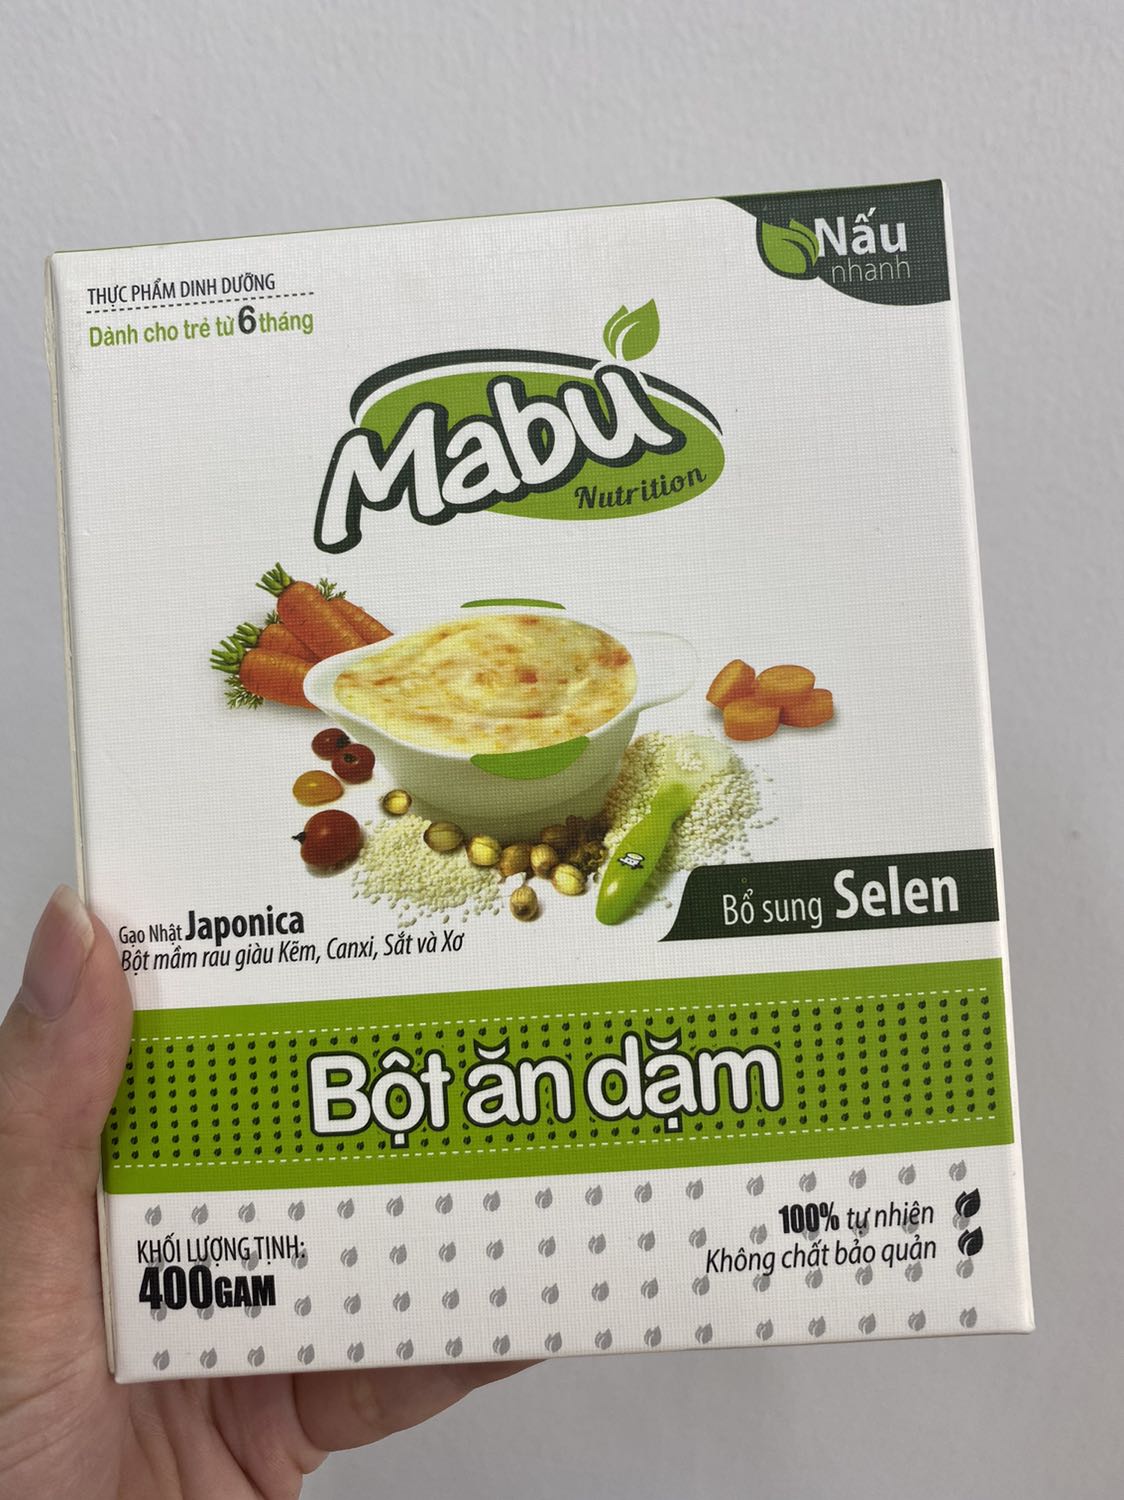 THỰC PHẨM DINH DƯỠNG
Dành cho trẻ từ 6 tháng
Nấu
nhanh
Mabu
Nutrition
Gạo Nhật Japonica
Bột mầm rau giàu Kẽm, Canxi, Sắt và Xơ
Bổ sung Selen
Bột ăn dặm
KHỐI LƯỢNG TỊNH:
400GAM
100% tự nhiên
Không chất bảo quản